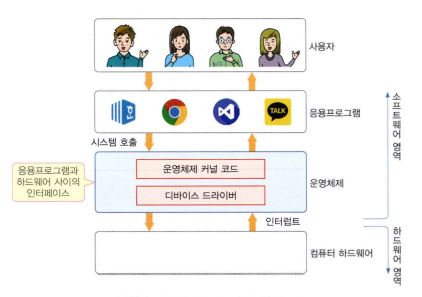 사용자
한
TALK
응용프로그램
시스템 호출
운영체제 커널 코드
디바이스 드라이버
운영체제
응용프로그램과
하드웨어 사이의
인터페이스
인터럽트
컴퓨터 하드웨어
소프트웨어 영역
하드웨어 영역